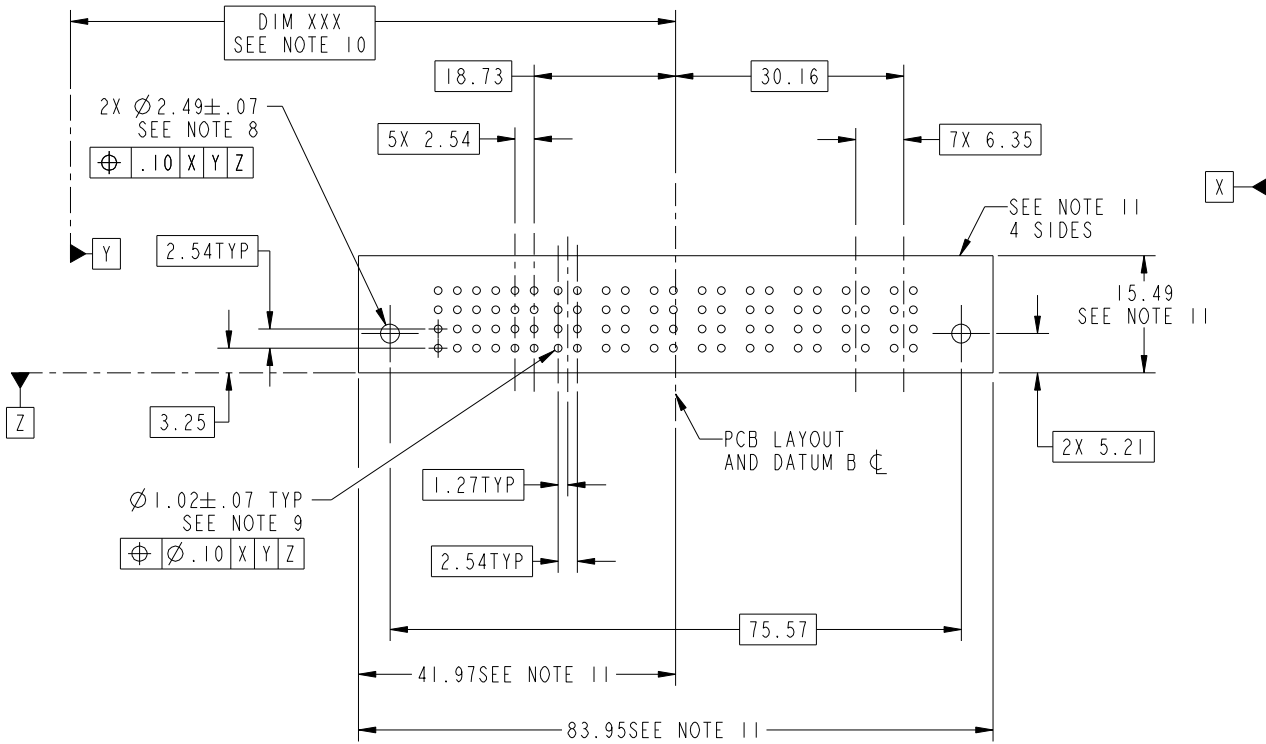 DIM XXX
SEE NOTE 10
18.73
30.16
2X Ø2.49±.07
SEE NOTE 8
⌖ .10 X Y Z
5X 2.54
7X 6.35
X
SEE NOTE 11
4 SIDES
2.54TYP
Y
15.49
SEE NOTE 11
Z
3.25
PCB LAYOUT
AND DATUM B ℄
2X 5.21
1.27TYP
Ø1.02±.07 TYP
SEE NOTE 9
⌖ Ø.10 X Y Z
2.54TYP
75.57
41.97SEE NOTE 11
83.95SEE NOTE 11